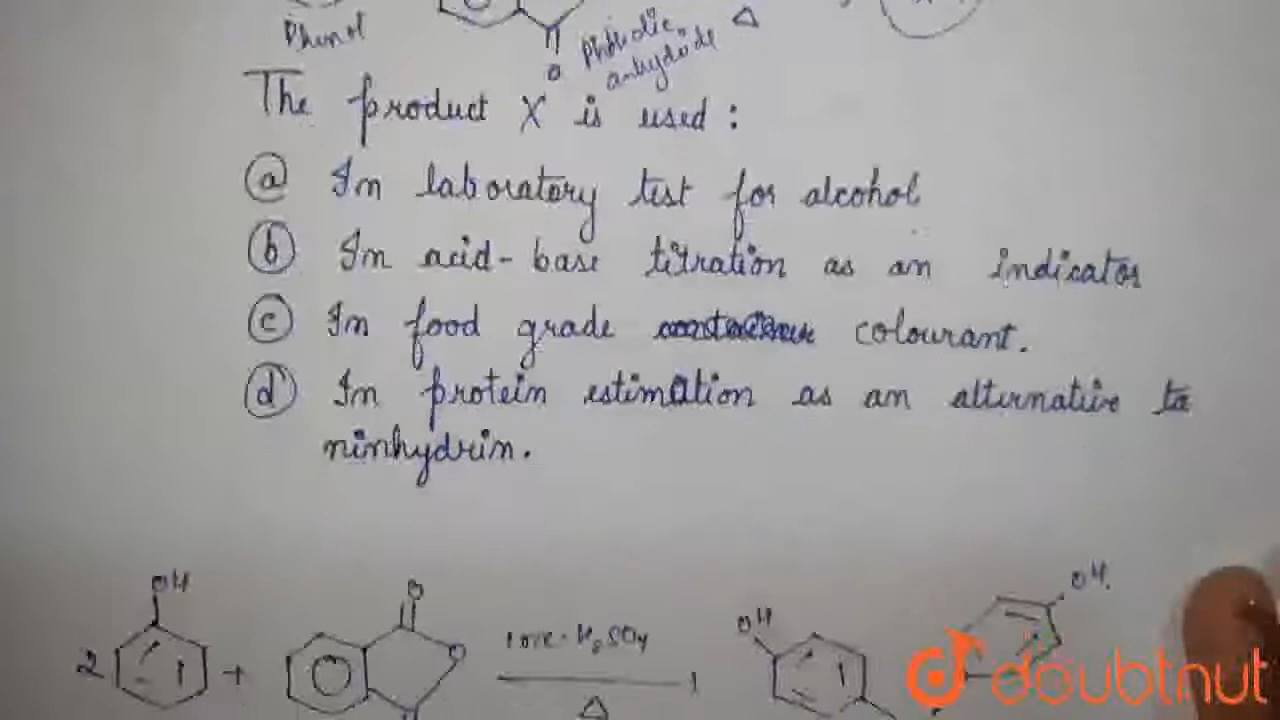 Phenol
O
Phthalic
anhydride
Δ
The product X is used :
(a) In laboratory test for alcohol
(b) In acid-base titration as an indicator
(c) In food grade colourant.
(d) In protein estimation as an alternative to
ninhydrin.
OH
O
OH
OH
2
+
O
conc. H2SO4
Δ
doubtnut